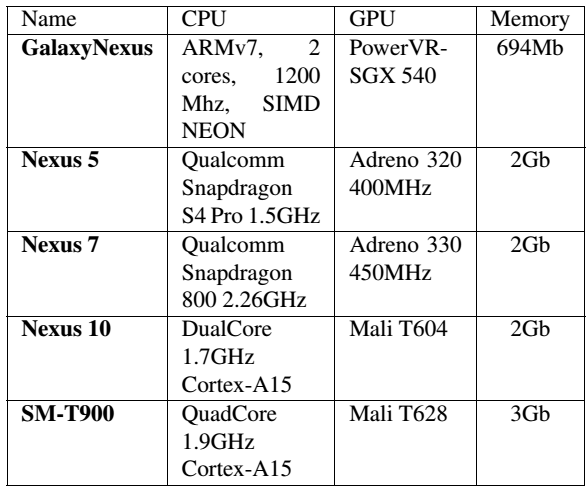 Name CPU GPU Memory
GalaxyNexus ARMv7, 2 PowerVR- 694Mb
cores, 1200 SGX 540
Mhz, SIMD
NEON
Nexus 5 Qualcomm Adreno 320 2Gb
Snapdragon 400MHz
S4 Pro 1.5GHz
Nexus 7 Qualcomm Adreno 330 2Gb
Snapdragon 450MHz
800 2.26GHz
Nexus 10 DualCore Mali T604 2Gb
1.7GHz
Cortex-A15
SM-T900 QuadCore Mali T628 3Gb
1.9GHz
Cortex-A15